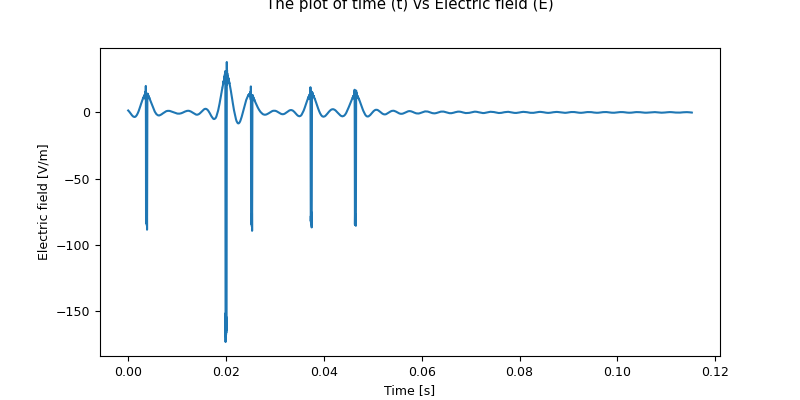 The plot of time (t) vs Electric field (E)
Electric field [V/m]
0
−50
−100
−150
0.00 0.02 0.04 0.06 0.08 0.10 0.12
Time [s]